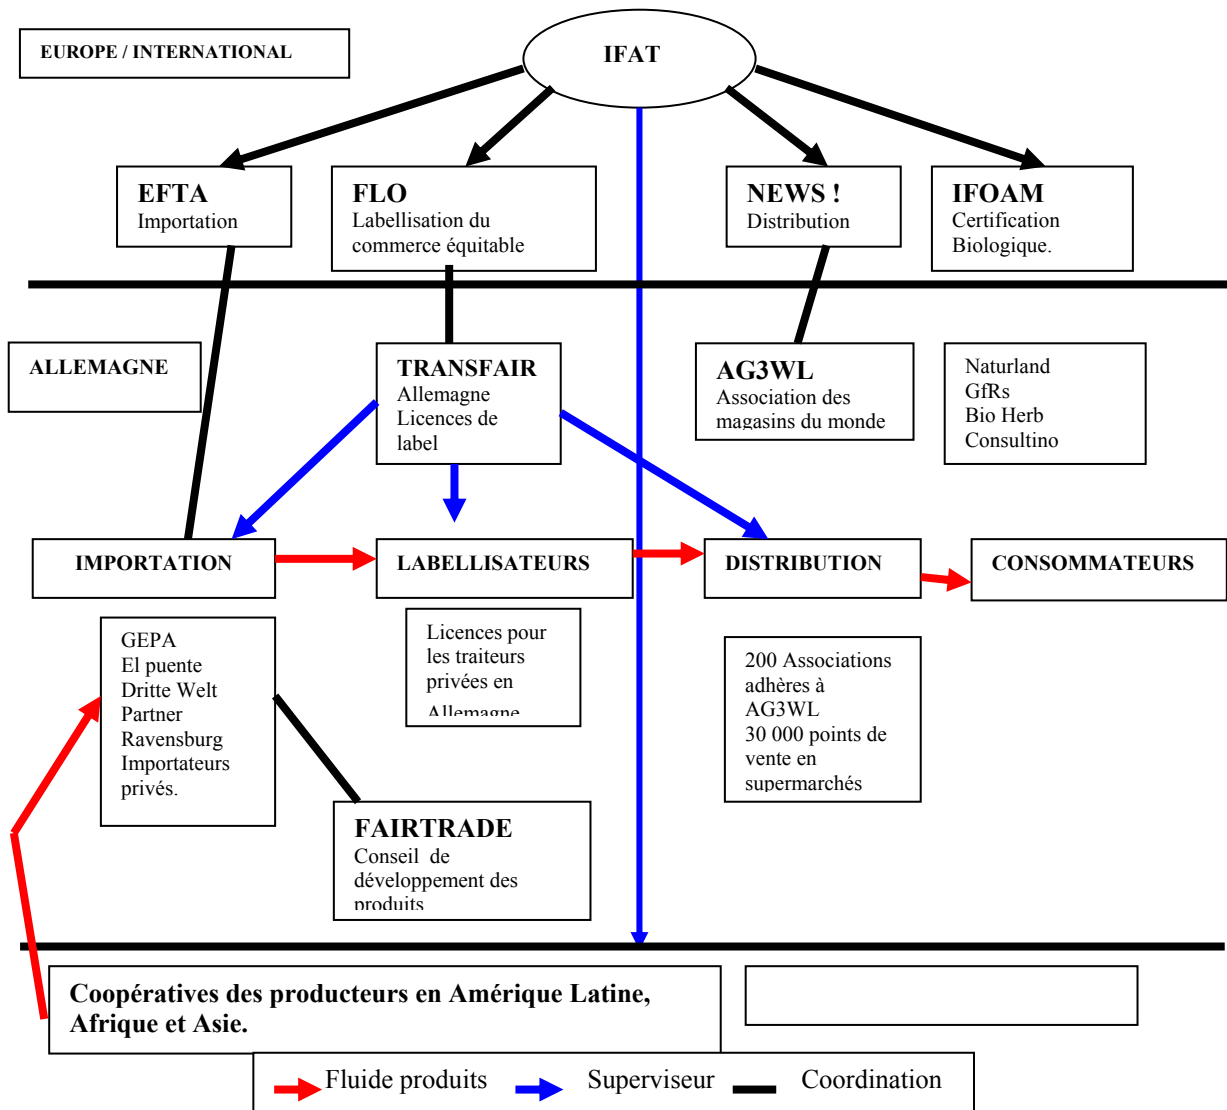 EUROPE / INTERNATIONAL
IFAT
EFTA
Importation
FLO
Labellisation du
commerce équitable
NEWS !
Distribution
IFOAM
Certification
Biologique.
ALLEMAGNE
TRANSFAIR
Allemagne
Licences de
label
AG3WL
Association des
magasins du monde
Naturland
GfRs
Bio Herb
Consultino
IMPORTATION
LABELLISATEURS
DISTRIBUTION
CONSOMMATEURS
GEPA
El puente
Dritte Welt
Partner
Ravensburg
Importateurs
privés.
Licences pour
les traiteurs
privées en
Allemagne
200 Associations
adhères à
AG3WL
30 000 points de
vente en
supermarchés
FAIRTRADE
Conseil de
développement des
produits
Coopératives des producteurs en Amérique Latine,
Afrique et Asie.
Fluide produits
Superviseur
Coordination